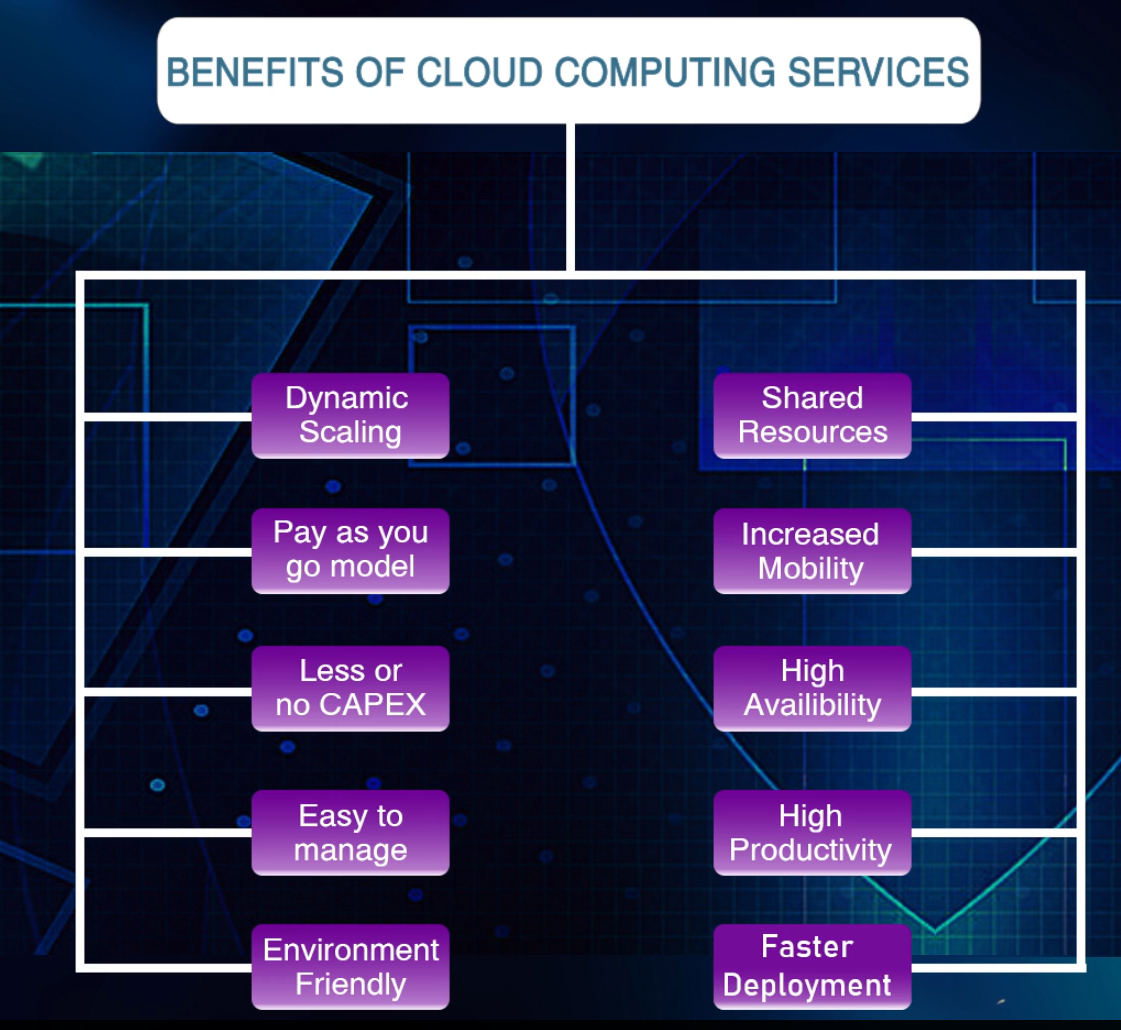 BENEFITS OF CLOUD COMPUTING SERVICES
Dynamic
Scaling
Pay as you
go model
Less or
no CAPEX
Easy to
manage
Environment
Friendly
Shared
Resources
Increased
Mobility
High
Availibility
High
Productivity
Faster
Deployment